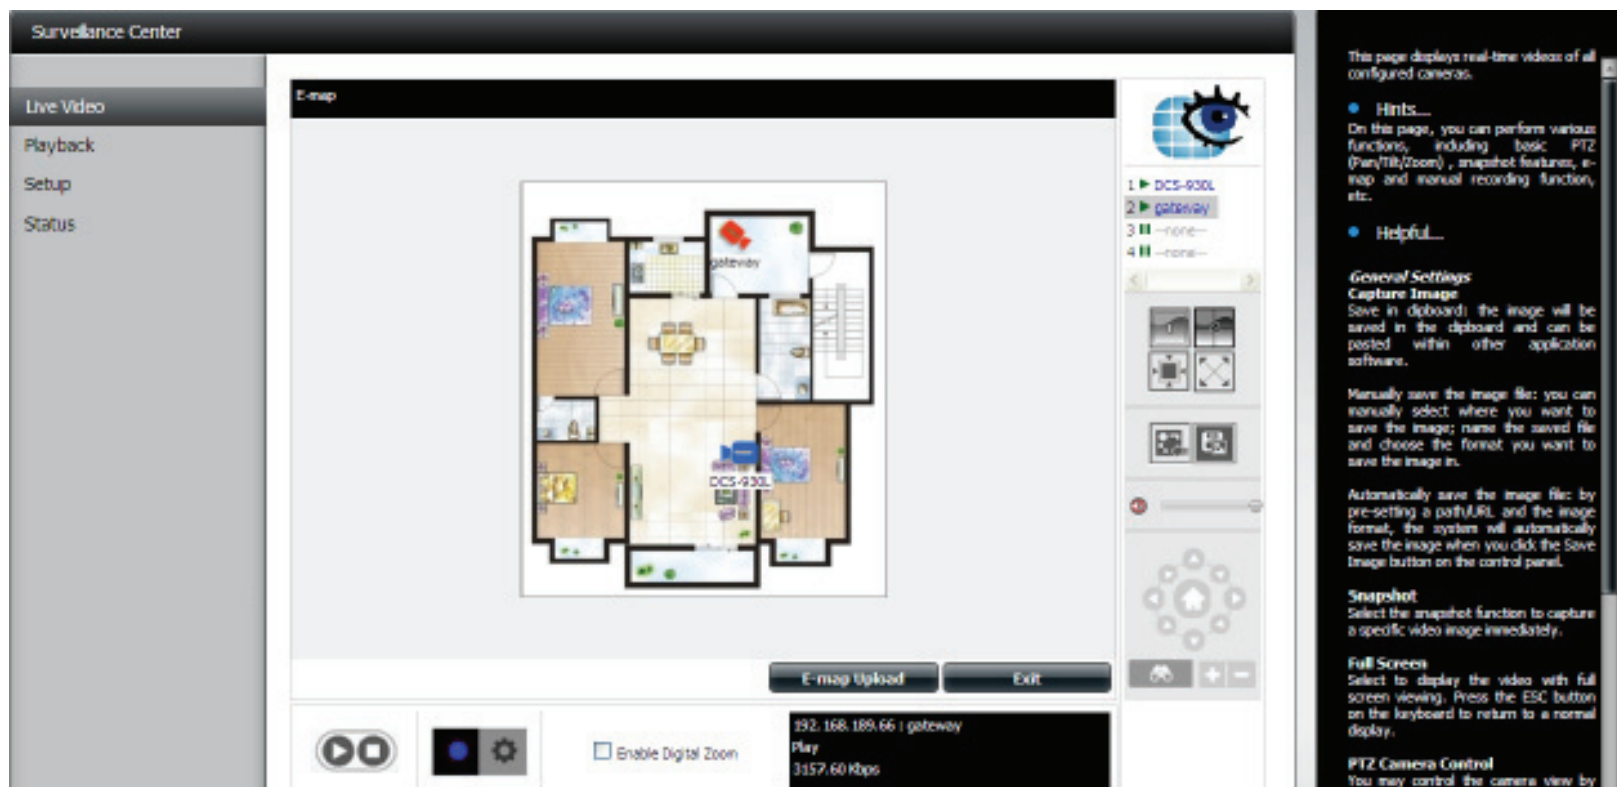 Surveillance Center
Live Video
Playback
Setup
Status
E-map
gateway
DCS-930L
E-map Upload
Exit
1 DCS-930L
2 gateway
3 --none--
4 --none--
Enable Digital Zoom
192.168.189.66 : gateway
Play
3157.60 Kbps
This page displays real-time videos of all
configured cameras.
Hints...
On this page, you can perform various
functions, including basic PTZ
(Pan/Tilt/Zoom) , snapshot features, e-
map and manual recording function,
etc.
Helpful...
General Settings
Capture Image
Save in clipboard: the image will be
saved in the clipboard and can be
pasted within other application
software.
Manually save the image file: you can
manually select where you want to
save the image; name the saved file
and choose the format you want to
save the image in.
Automatically save the image file: by
pre-setting a path/URL and the image
format, the system will automatically
save the image when you click the Save
Image button on the control panel.
Snapshot
Select the snapshot function to capture
a specific video image immediately.
Full Screen
Select to display the video with full
screen viewing. Press the ESC button
on the keyboard to return to a normal
display.
PTZ Camera Control
You may control the camera view by